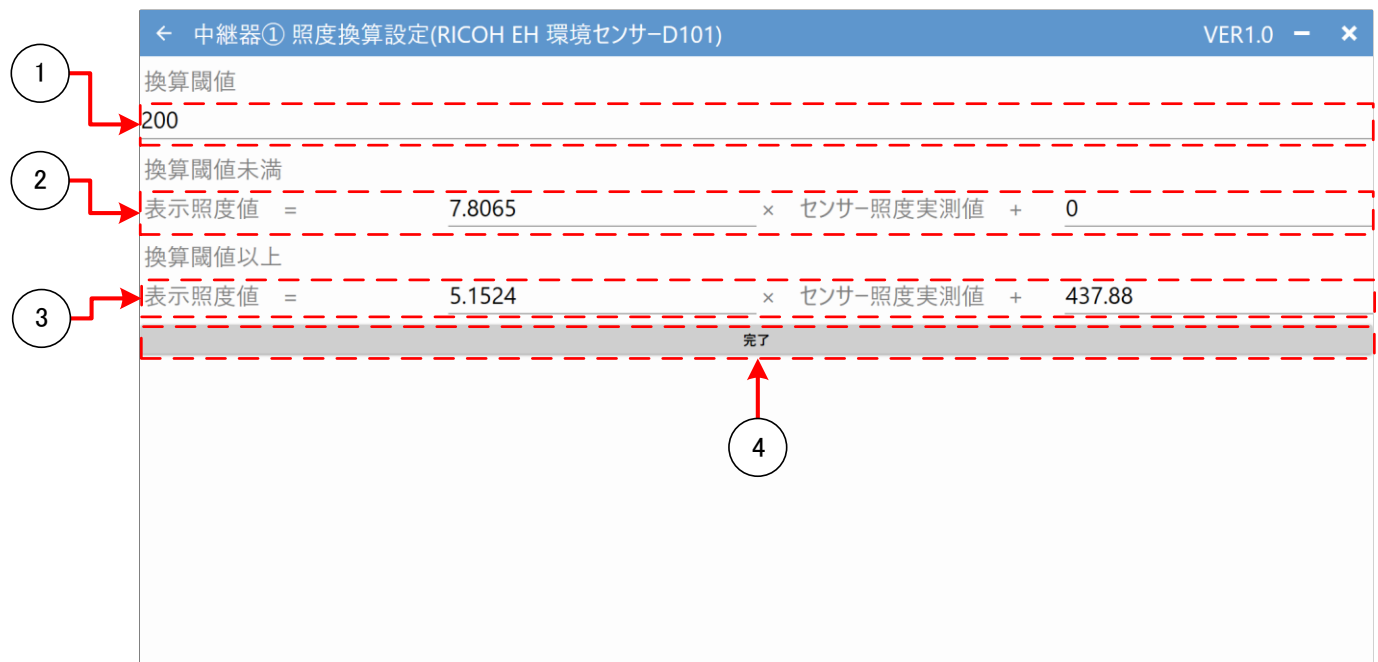 ← 中継器① 照度換算設定(RICOH EH 環境センサーD101) VER1.0
1
換算閾値
200
2
換算閾値未満
表示照度値 = 7.8065 × センサー照度実測値 + 0
換算閾値以上
3
表示照度値 = 5.1524 × センサー照度実測値 + 437.88
完了
4